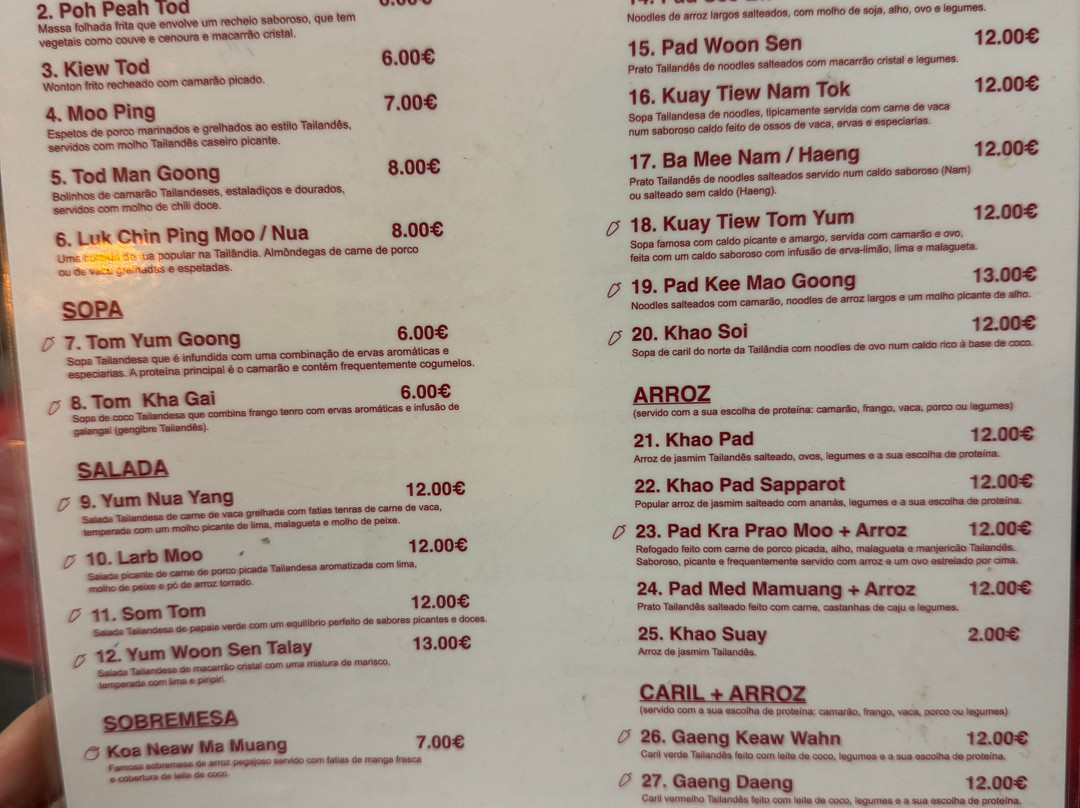 2. Poh Peah Tod
Massa folhada frita que envolve um recheio saboroso, que tem
vegetais como couve e cenoura e macarrão cristal.
3. Kiew Tod 6.00€
Wonton frito recheado com camarão picado.
4. Moo Ping 7.00€
Espetos de porco marinados e grelhados ao estilo Tailandês,
servidos com molho Tailandês caseiro picante.
5. Tod Man Goong 8.00€
Bolinhos de camarão Tailandeses, estaladiços e dourados,
servidos com molho de chili doce.
6. Luk Chin Ping Moo / Nua 8.00€
Uma comida de rua popular na Tailândia. Almôndegas de carne de porco
ou de vaca grelhadas e espetadas.
SOPA
7. Tom Yum Goong 6.00€
Sopa Tailandesa que é infundida com uma combinação de ervas aromáticas e
especiarias. A proteína principal é o camarão e contém frequentemente cogumelos.
8. Tom Kha Gai 6.00€
Sopa de coco Tailandesa que combina frango tenro com ervas aromáticas e infusão de
galangal (gengibre Tailandês).
SALADA
9. Yum Nua Yang 12.00€
Salada Tailandesa de carne de vaca grelhada com fatias tenras de carne de vaca,
temperada com um molho picante de lima, malagueta e molho de peixe.
10. Larb Moo 12.00€
Salada picante de carne de porco picada Tailandesa aromatizada com lima,
molho de peixe e pó de arroz torrado.
11. Som Tom 12.00€
Salada Tailandesa de papaia verde com um equilíbrio perfeito de sabores picantes e doces.
12. Yum Woon Sen Talay 13.00€
Salada Tailandesa de macarrão cristal com uma mistura de marisco,
temperada com lima e piripiri.
SOBREMESA
Koa Neaw Ma Muang 7.00€
Famosa sobremesa de arroz pegajoso servido com fatias de manga fresca
e cobertura de leite de coco.
Noodles de arroz largos salteados, com molho de soja, alho, ovo e legumes.
15. Pad Woon Sen 12.00€
Prato Tailandês de noodles salteados com macarrão cristal e legumes.
16. Kuay Tiew Nam Tok 12.00€
Sopa Tailandesa de noodles, tipicamente servida com carne de vaca
num saboroso caldo feito de ossos de vaca, ervas e especiarias.
17. Ba Mee Nam / Haeng 12.00€
Prato Tailandês de noodles salteados servido num caldo saboroso (Nam)
ou salteado sem caldo (Haeng).
18. Kuay Tiew Tom Yum 12.00€
Sopa famosa com caldo picante e amargo, servida com camarão e ovo,
feita com um caldo saboroso com infusão de erva-limão, lima e malagueta.
19. Pad Kee Mao Goong 13.00€
Noodles salteados com camarão, noodles de arroz largos e um molho picante de alho.
20. Khao Soi 12.00€
Sopa de caril do norte da Tailândia com noodles de ovo num caldo rico à base de coco.
ARROZ
(servido com a sua escolha de proteína: camarão, frango, vaca, porco ou legumes)
21. Khao Pad 12.00€
Arroz de jasmim Tailandês salteado, ovos, legumes e a sua escolha de proteína.
22. Khao Pad Sapparot 12.00€
Popular arroz de jasmim salteado com ananás, legumes e a sua escolha de proteína.
23. Pad Kra Prao Moo + Arroz 12.00€
Refogado feito com carne de porco picada, alho, malagueta e manjericão Tailandês.
Saboroso, picante e frequentemente servido com arroz e um ovo estrelado por cima.
24. Pad Med Mamuang + Arroz 12.00€
Prato Tailandês salteado feito com carne, castanhas de caju e legumes.
25. Khao Suay 2.00€
Arroz de jasmim Tailandês.
CARIL + ARROZ
(servido com a sua escolha de proteína: camarão, frango, vaca, porco ou legumes)
26. Gaeng Keaw Wahn 12.00€
Caril verde Tailandês feito com leite de coco, legumes e a sua escolha de proteína.
27. Gaeng Daeng 12.00€
Caril vermelho Tailandês feito com leite de coco, legumes e a sua escolha de proteína.